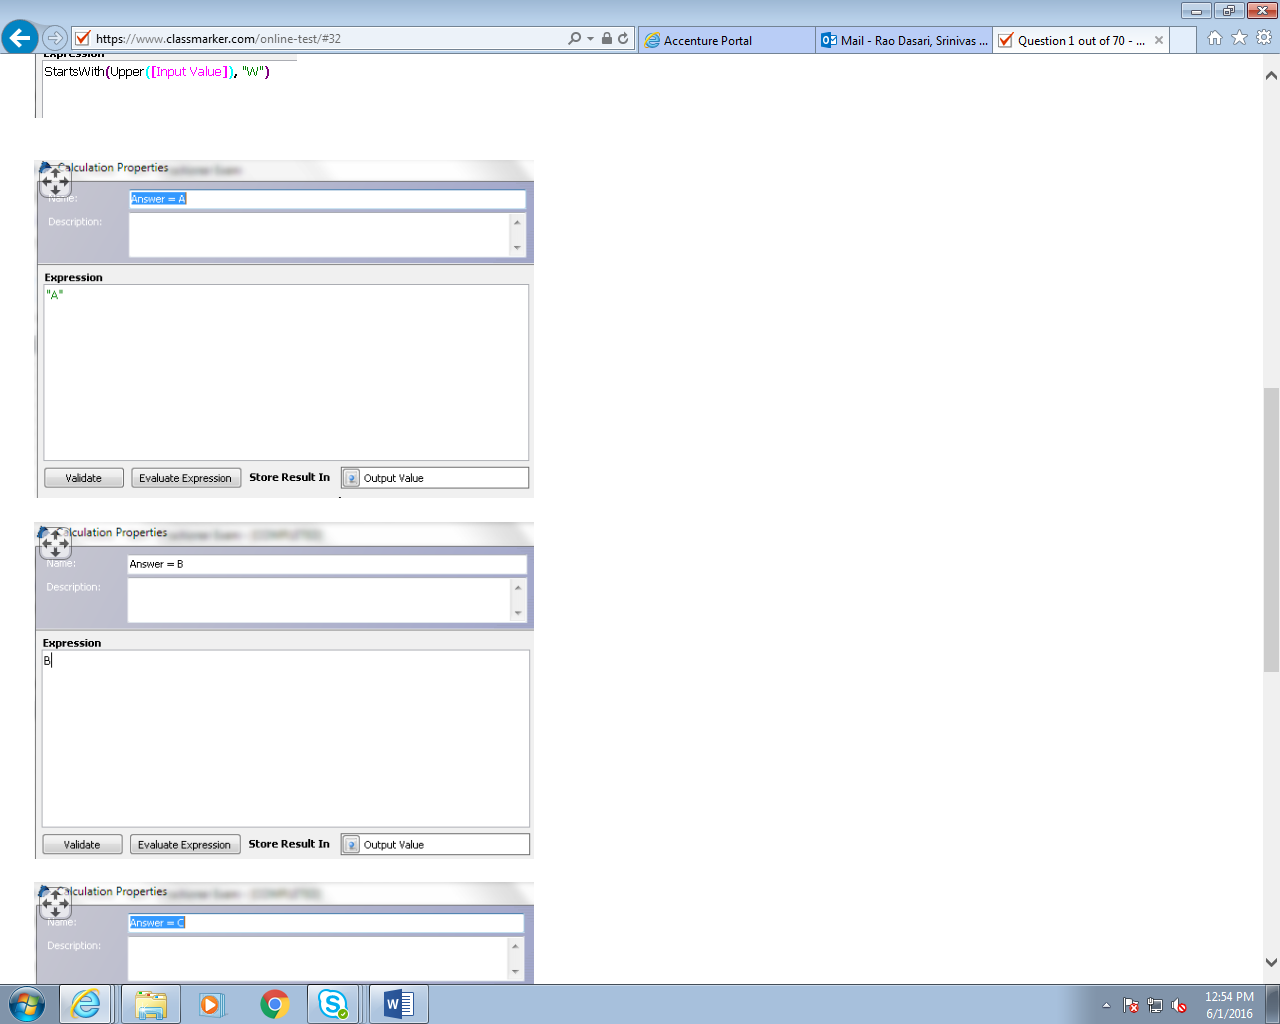 https://www.classmarker.com/online-test/#32
Accenture Portal
Mail - Rao Dasari, Srinivas ...
Question 1 out of 70 - ...
Expression
StartsWith(Upper([Input Value]), "W")
Calculation Properties
Name:
Answer = A
Description:
Expression
"A"
Validate
Evaluate Expression
Store Result In
Output Value
Calculation Properties
Name:
Answer = B
Description:
Expression
B
Validate
Evaluate Expression
Store Result In
Output Value
Calculation Properties
Name:
Answer = C
Description:
12:54 PM
6/1/2016